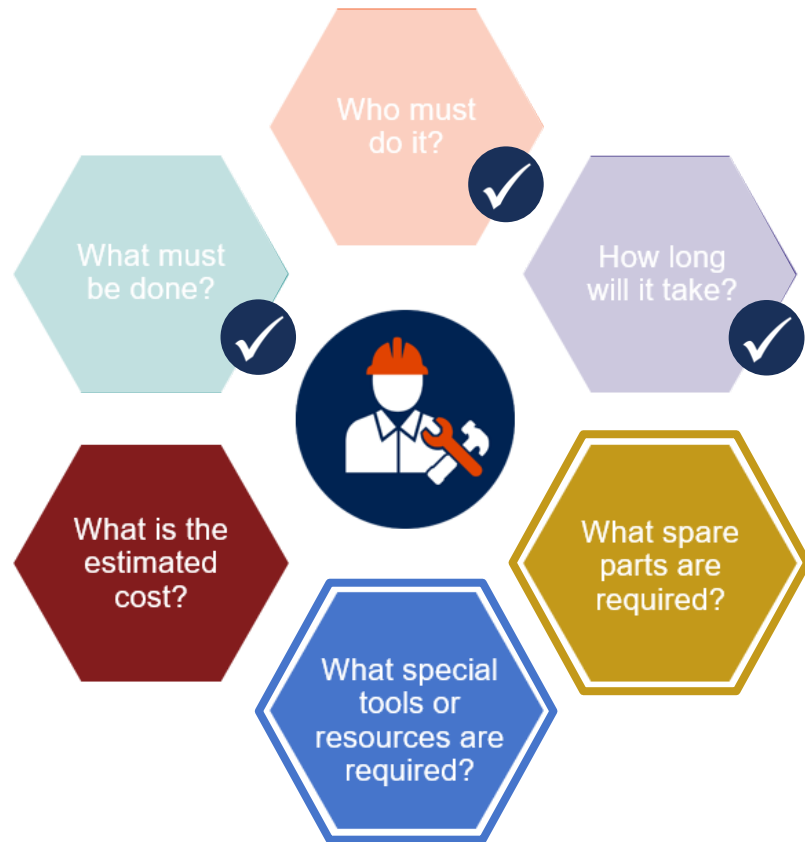 Who must
do it?
What must
be done?
How long
will it take?
What is the
estimated
cost?
What spare
parts are
required?
What special
tools or
resources are
required?